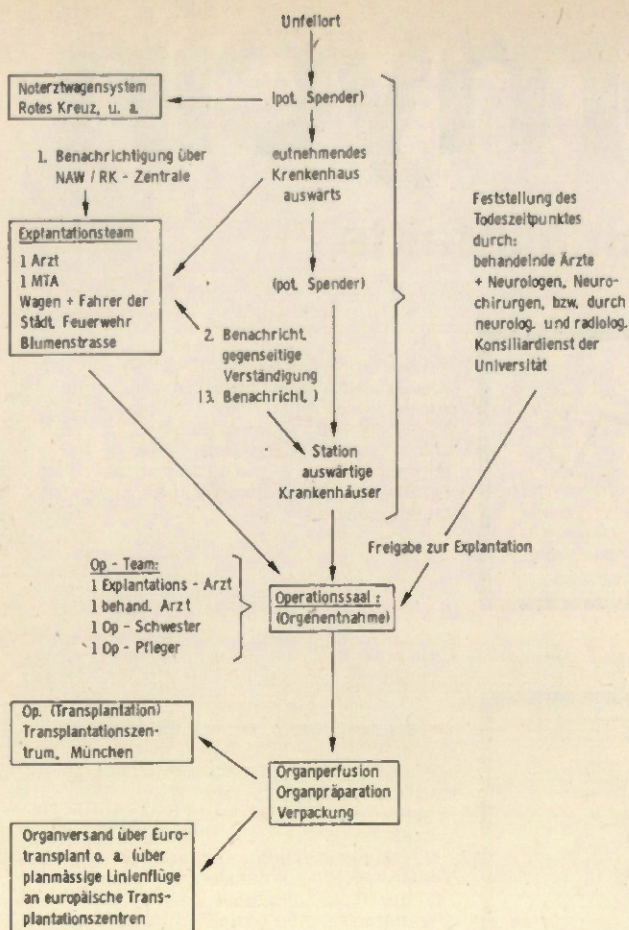 Unfellort
Noterztwagensystem
Rotes Kreuz, u. a.
(pot. Spender)
1. Benachrichtigung über
NAW / RK - Zentrale
eutnehmendes
Krenkenhaus
auswärts
Explantationsteam
1 Arzt
1 MTA
Wagen + Fahrer der
Städt. Feuerwehr
Blumenstrasse
(pot. Spender)
Feststellung des
Todeszeitpunktes
durch:
behandelnde Ärzte
+ Neurologen, Neuro-
chirurgen, bzw. durch
neurolog. und radiolog.
Konsiliardienst der
Universität
2. Benachricht.
gegenseitige
Verständigung
13. Benachricht. )
Station
auswärtige
Krankenhäuser
Freigabe zur Explantation
Op - Team:
1 Explantations - Arzt
1 behand. Arzt
1 Op - Schwester
1 Op - Pfleger
Operationssaal :
(Orgenentnahme)
Op. (Transplantation)
Transplantationszen-
trum, München
Organperfusion
Organpräparation
Verpackung
Organversand über Euro-
transplant o. a. (über
planmässige Linienflüge
an europäische Trans-
plantationszentren